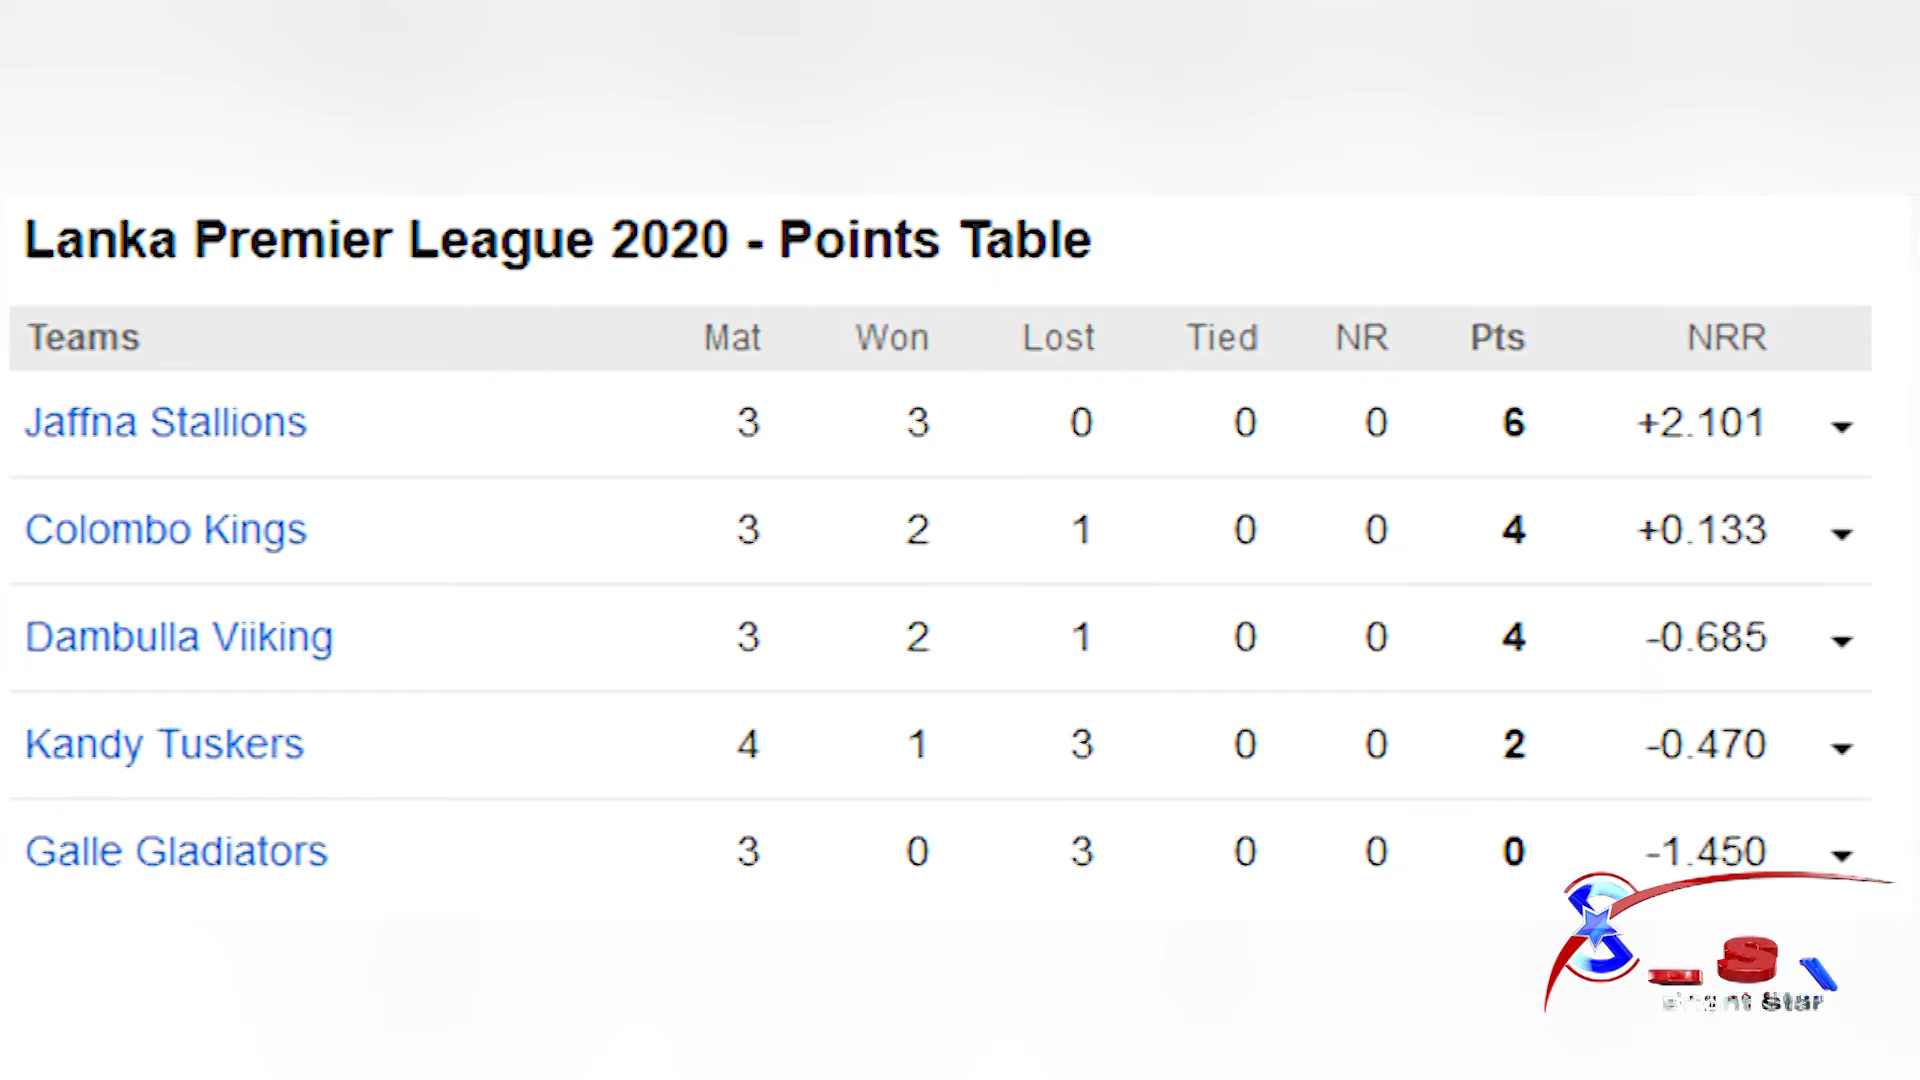 Lanka Premier League 2020 - Points Table
Teams Mat Won Lost Tied NR Pts NRR
Jaffna Stallions 3 3 0 0 0 6 +2.101
Colombo Kings 3 2 1 0 0 4 +0.133
Dambulla Viiking 3 2 1 0 0 4 -0.685
Kandy Tuskers 4 1 3 0 0 2 -0.470
Galle Gladiators 3 0 3 0 0 0 -1.450
S
Star